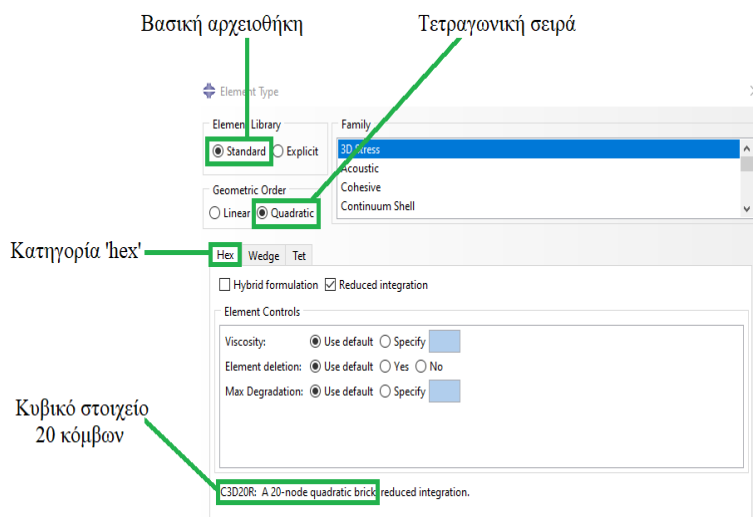 Βασική αρχειοθήκη
Τετραγωνική σειρά
Element Type
Element Library
Family
Standard Explicit
3D Stress
Acoustic
Cohesive
Continuum Shell
Geometric Order
Linear Quadratic
Κατηγορία 'hex'
Hex Wedge Tet
Hybrid formulation Reduced integration
Element Controls
Viscosity: Use default Specify
Element deletion: Use default Yes No
Max Degradation: Use default Specify
Κυβικό στοιχείο
20 κόμβων
C3D20R: A 20-node quadratic brick, reduced integration.